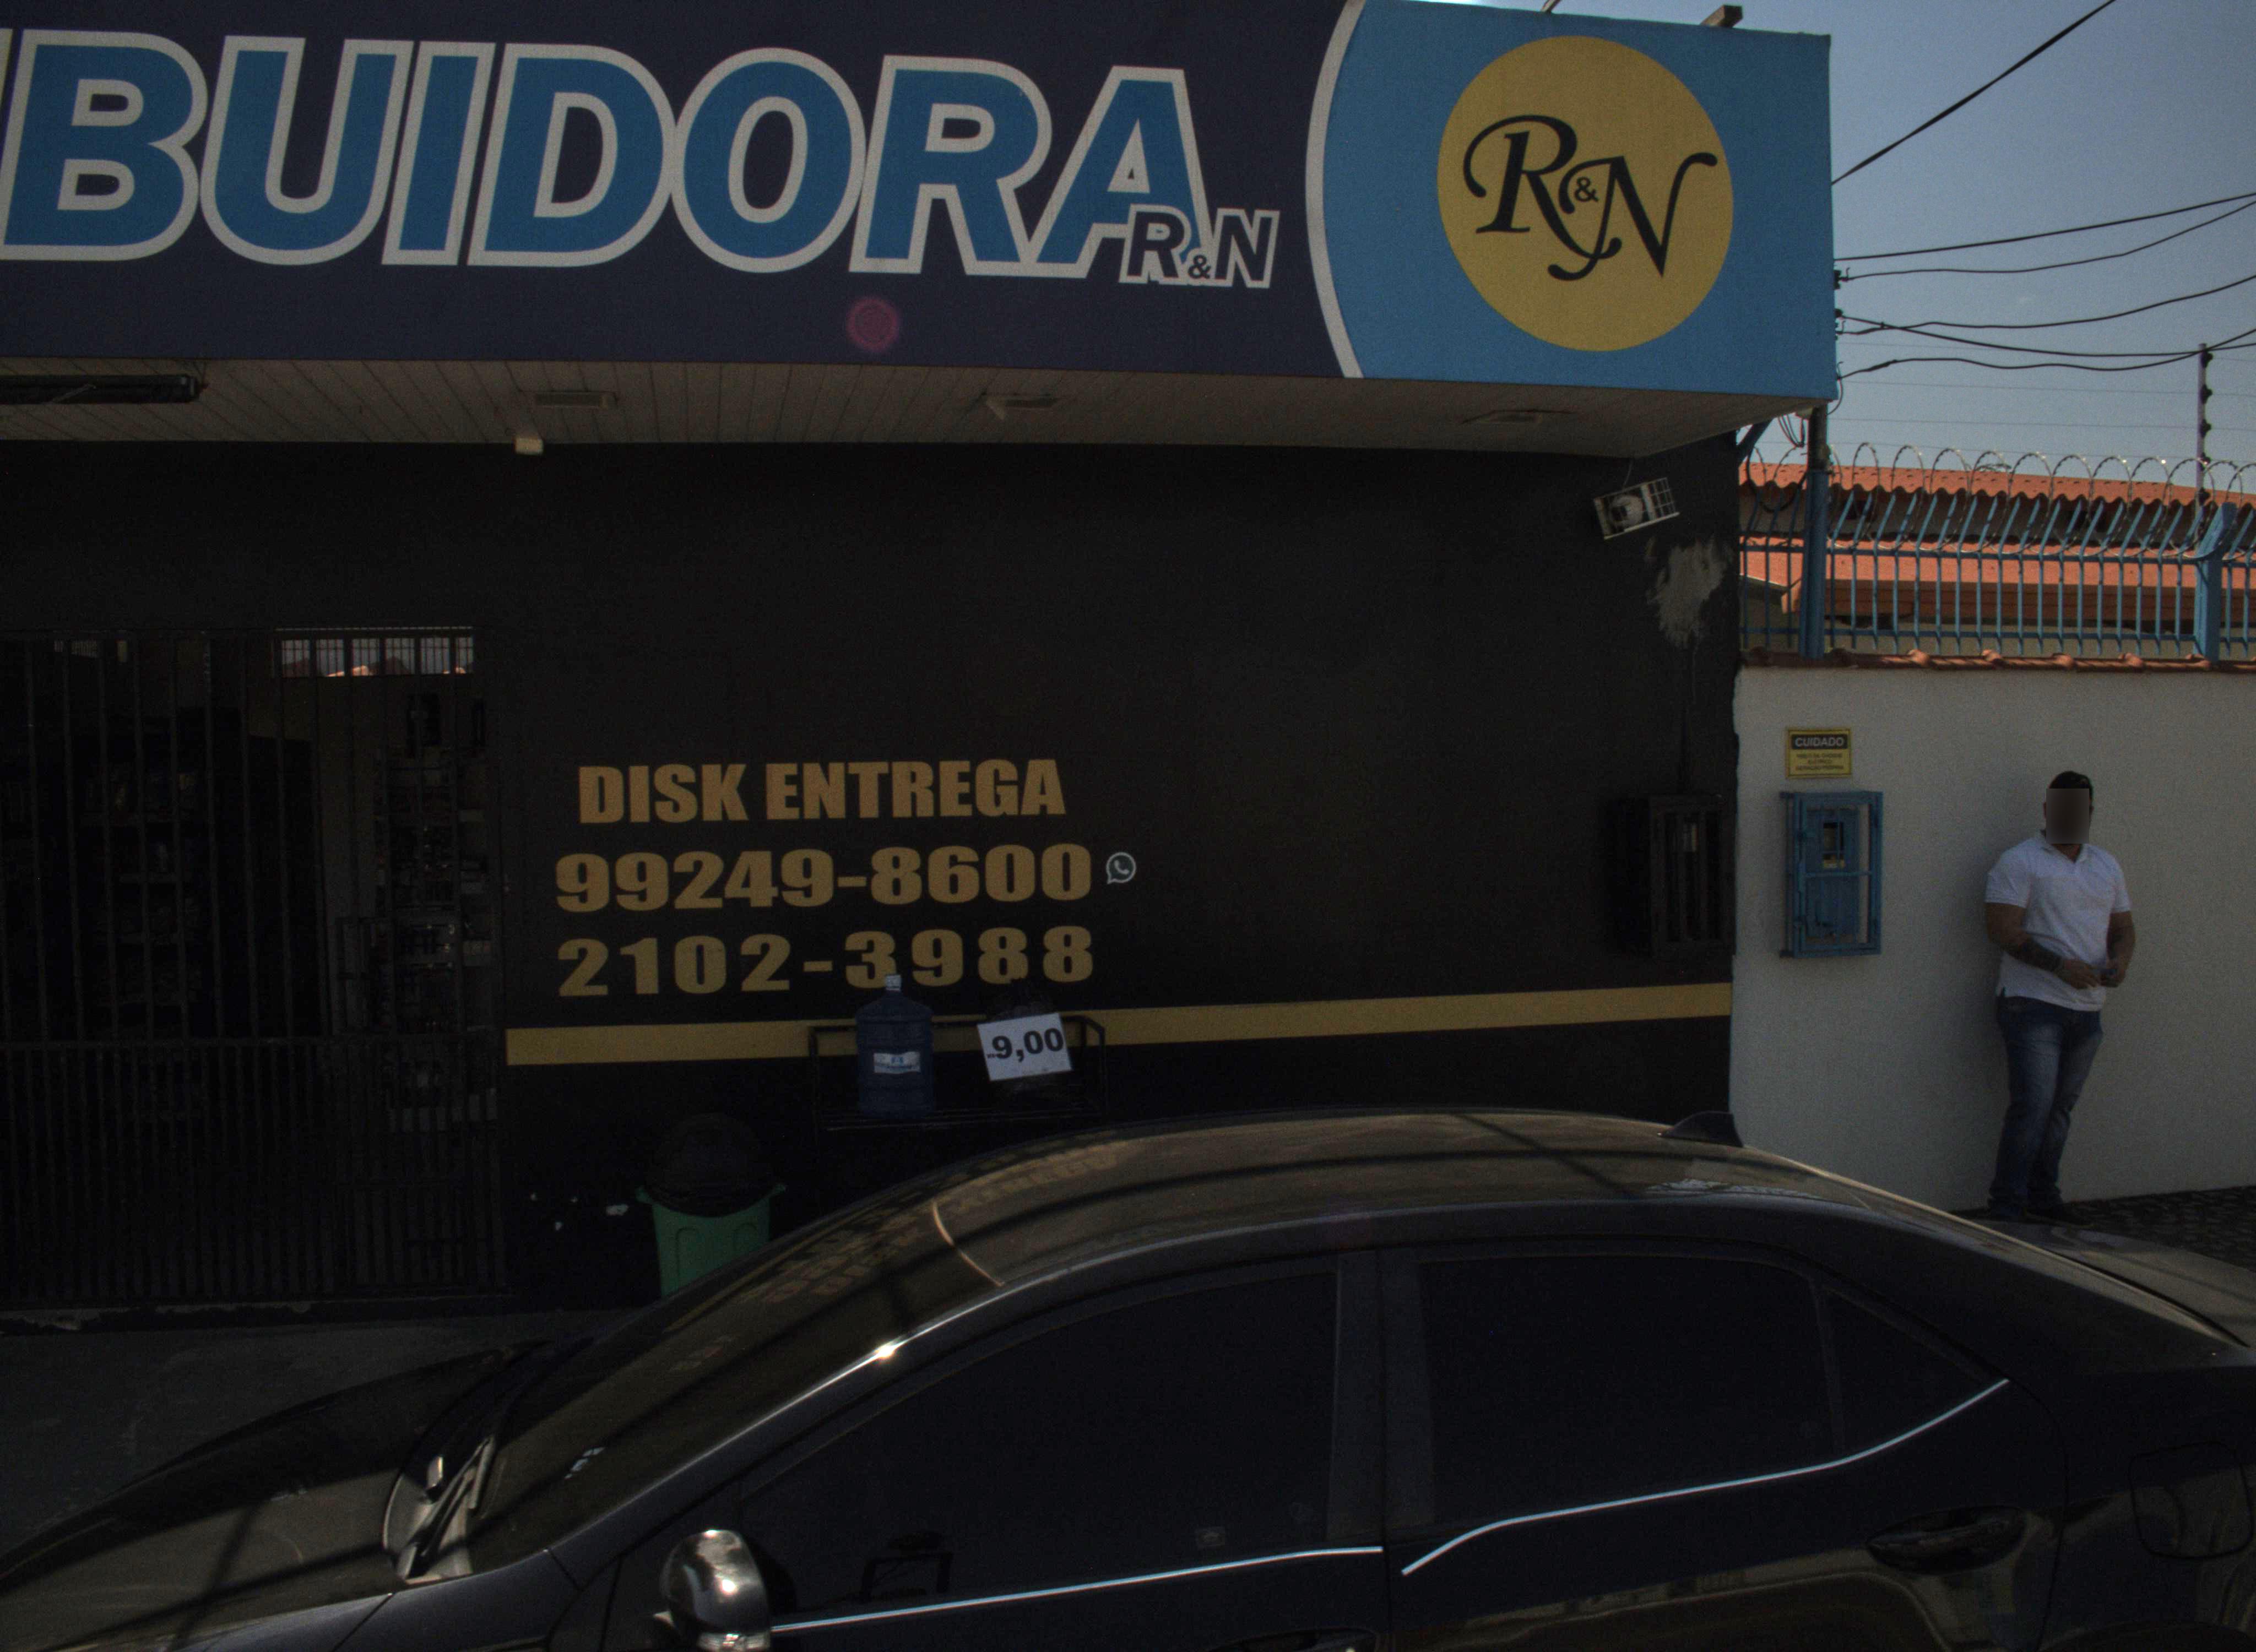 BUIDORA
R&N
R&N
DISK ENTREGA
99249-8600
2102-3988
9,00
CUIDADO